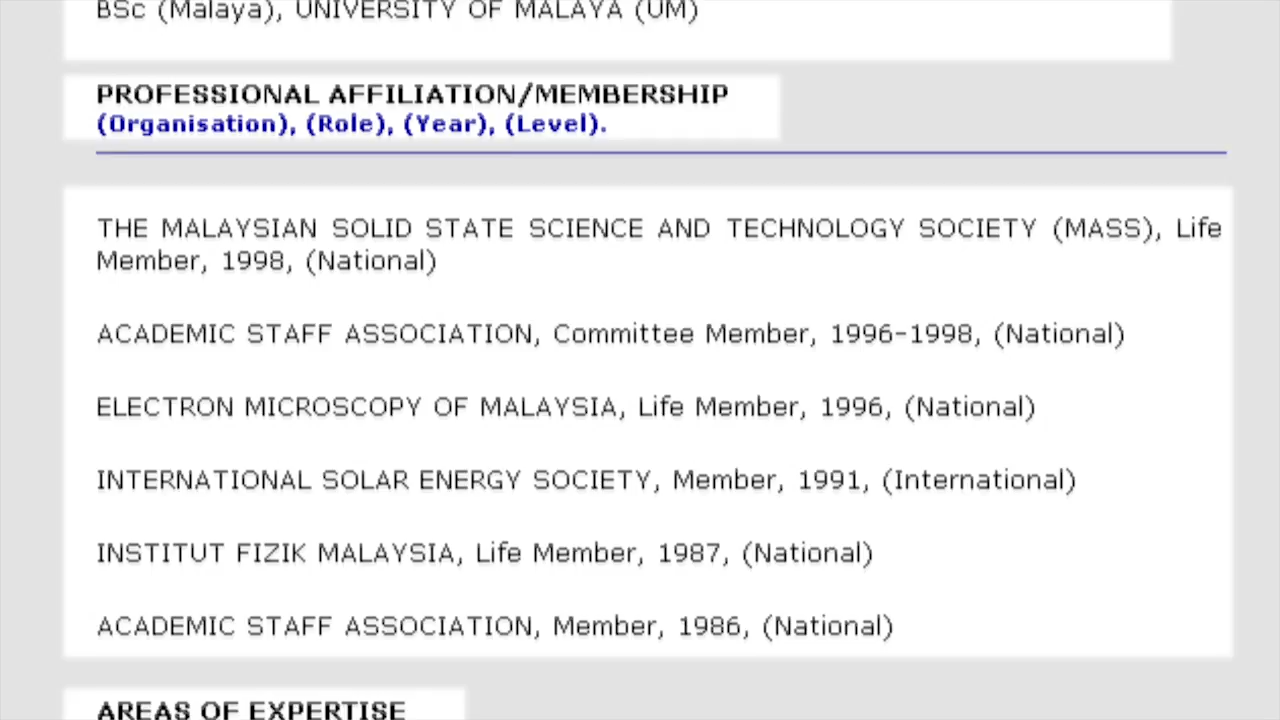 BSc (Malaya), UNIVERSITY OF MALAYA (UM)
PROFESSIONAL AFFILIATION/MEMBERSHIP
(Organisation), (Role), (Year), (Level).
THE MALAYSIAN SOLID STATE SCIENCE AND TECHNOLOGY SOCIETY (MASS), Life
Member, 1998, (National)
ACADEMIC STAFF ASSOCIATION, Committee Member, 1996-1998, (National)
ELECTRON MICROSCOPY OF MALAYSIA, Life Member, 1996, (National)
INTERNATIONAL SOLAR ENERGY SOCIETY, Member, 1991, (International)
INSTITUT FIZIK MALAYSIA, Life Member, 1987, (National)
ACADEMIC STAFF ASSOCIATION, Member, 1986, (National)
AREAS OF EXPERTISE